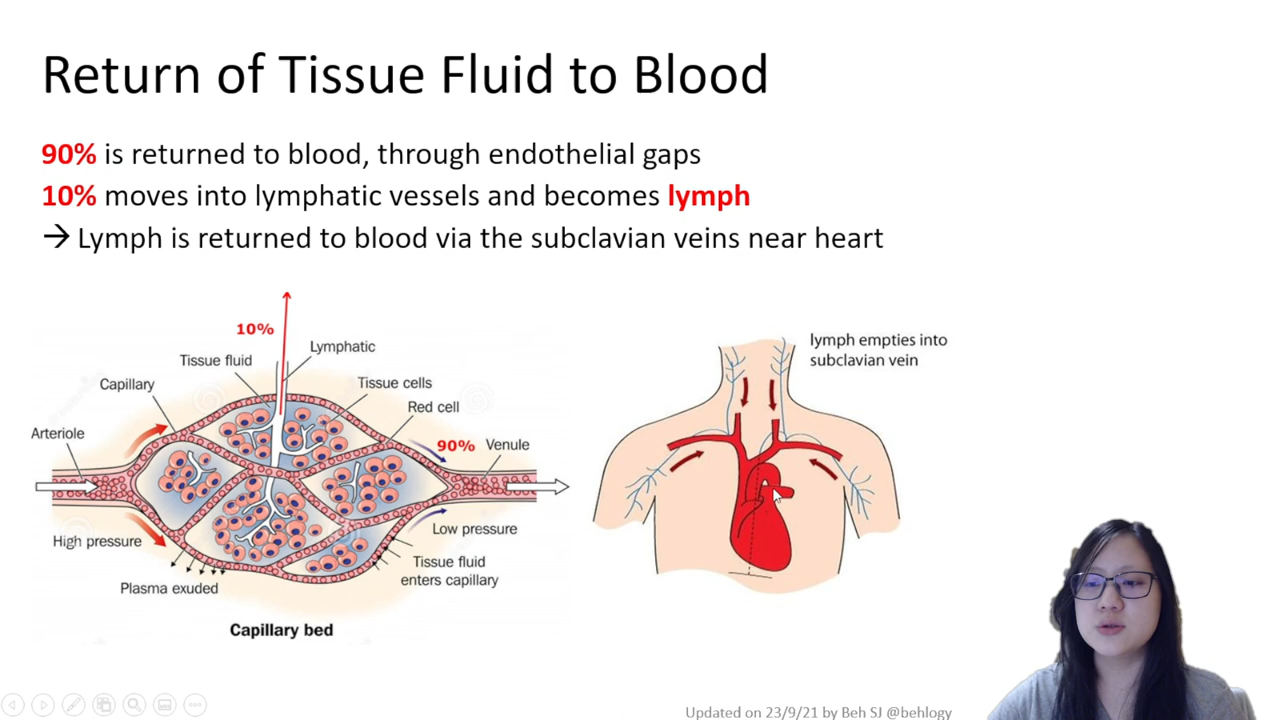 Return of Tissue Fluid to Blood
90% is returned to blood, through endothelial gaps
10% moves into lymphatic vessels and becomes lymph
→ Lymph is returned to blood via the subclavian veins near heart
10%
Lymphatic
Tissue fluid
Tissue cells
Capillary
Red cell
Arteriole
90%
Venule
High pressure
Low pressure
Tissue fluid
enters capillary
Plasma exuded
Capillary bed
lymph empties into
subclavian vein
Updated on 23/9/21 by Beh SJ @behlogy